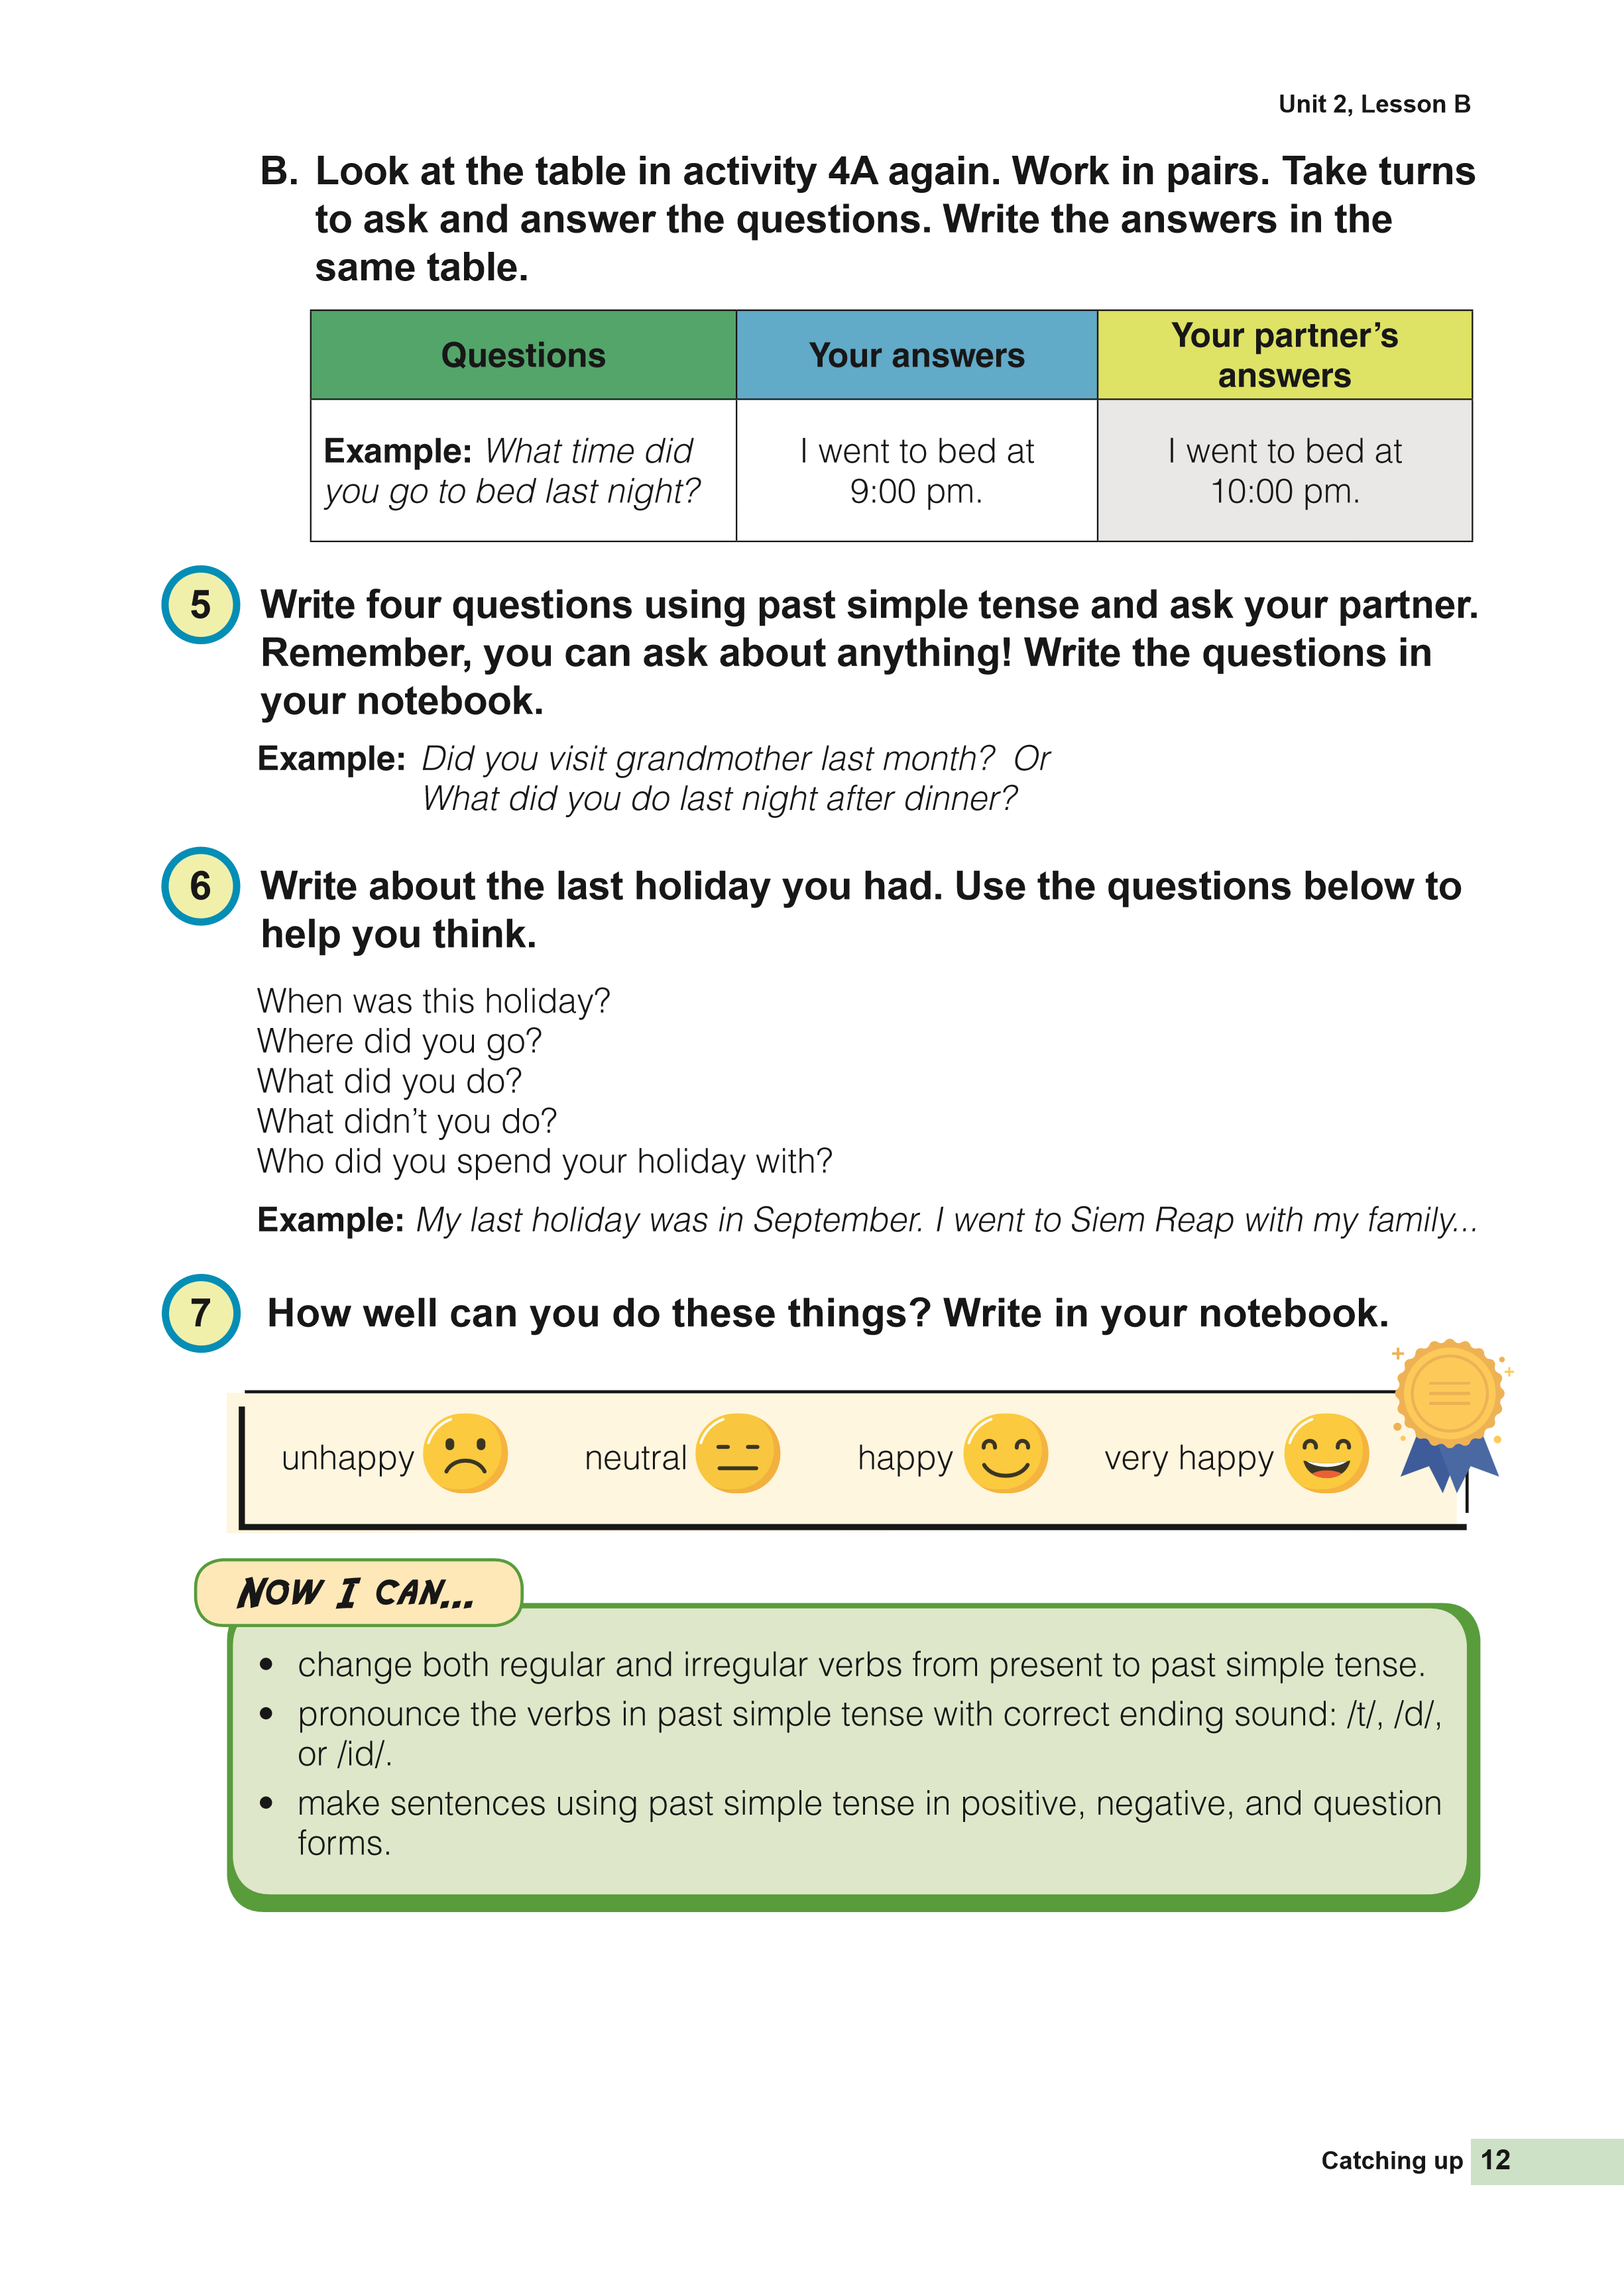 Unit 2, Lesson B
B. Look at the table in activity 4A again. Work in pairs. Take turns
to ask and answer the questions. Write the answers in the
same table.
Questions
Your answers
Your partner’s
answers
Example: What time did
you go to bed last night?
I went to bed at
9:00 pm.
I went to bed at
10:00 pm.
5 Write four questions using past simple tense and ask your partner.
Remember, you can ask about anything! Write the questions in
your notebook.
Example: Did you visit grandmother last month? Or
What did you do last night after dinner?
6 Write about the last holiday you had. Use the questions below to
help you think.
When was this holiday?
Where did you go?
What did you do?
What didn’t you do?
Who did you spend your holiday with?
Example: My last holiday was in September. I went to Siem Reap with my family...
7 How well can you do these things? Write in your notebook.
unhappy neutral happy very happy
NOW I CAN...
• change both regular and irregular verbs from present to past simple tense.
• pronounce the verbs in past simple tense with correct ending sound: /t/, /d/,
or /id/.
• make sentences using past simple tense in positive, negative, and question
forms.
Catching up 12